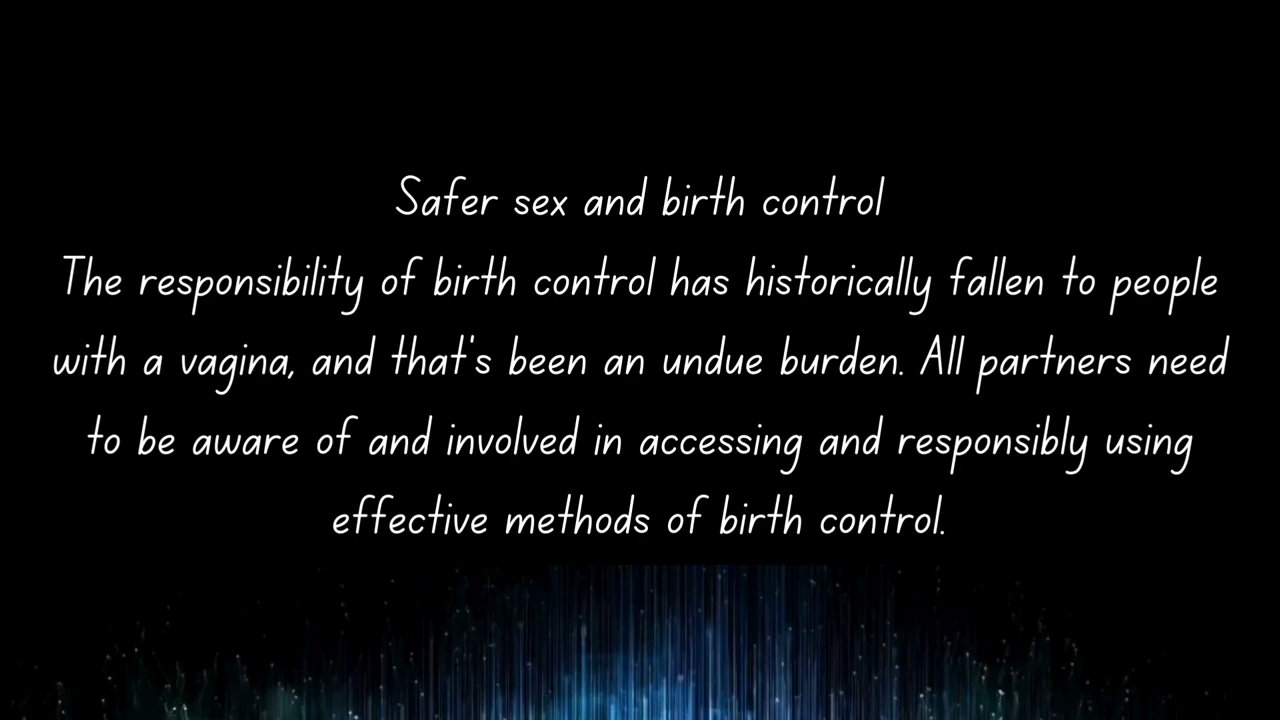 Safer sex and birth control
The responsibility of birth control has historically fallen to people
with a vagina, and that's been an undue burden. All partners need
to be aware of and involved in accessing and responsibly using
effective methods of birth control.